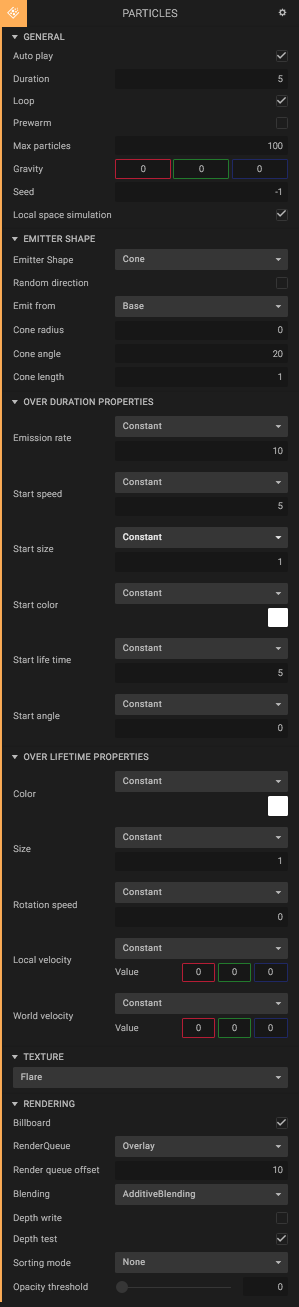 PARTICLES
GENERAL
Auto play
Duration 5
Loop
Prewarm
Max particles 100
Gravity 0 0 0
Seed -1
Local space simulation
EMITTER SHAPE
Emitter Shape Cone
Random direction
Emit from Base
Cone radius 0
Cone angle 20
Cone length 1
OVER DURATION PROPERTIES
Constant
Emission rate
10
Constant
Start speed
5
Constant
Start size
1
Constant
Start color
Constant
Start life time
5
Constant
Start angle
0
OVER LIFETIME PROPERTIES
Constant
Color
Constant
Size
1
Constant
Rotation speed
0
Constant
Local velocity
Value 0 0 0
Constant
World velocity
Value 0 0 0
TEXTURE
Flare
RENDERING
Billboard
RenderQueue Overlay
Render queue offset 10
Blending AdditiveBlending
Depth write
Depth test
Sorting mode None
Opacity threshold 0